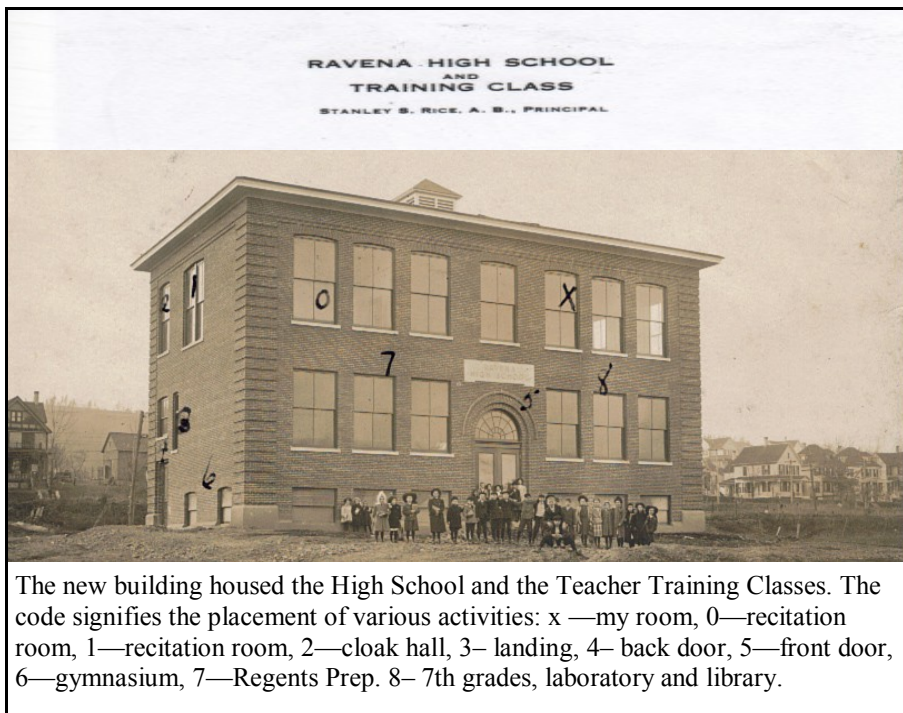 RAVENA HIGH SCHOOL
AND
TRAINING CLASS
STANLEY S. RICE, A. B., PRINCIPAL
2
1
0
X
7
HIGH SCHOOL
5
8
3
4
6
The new building housed the High School and the Teacher Training Classes. The
code signifies the placement of various activities: x —my room, 0—recitation
room, 1—recitation room, 2—cloak hall, 3– landing, 4– back door, 5—front door,
6—gymnasium, 7—Regents Prep. 8– 7th grades, laboratory and library.